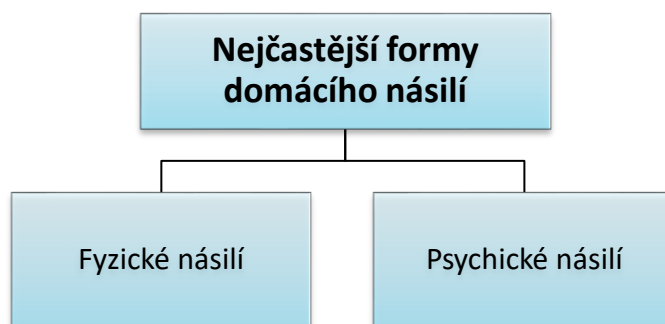 Nejčastější formy
domácího násilí
Fyzické násilí
Psychické násilí